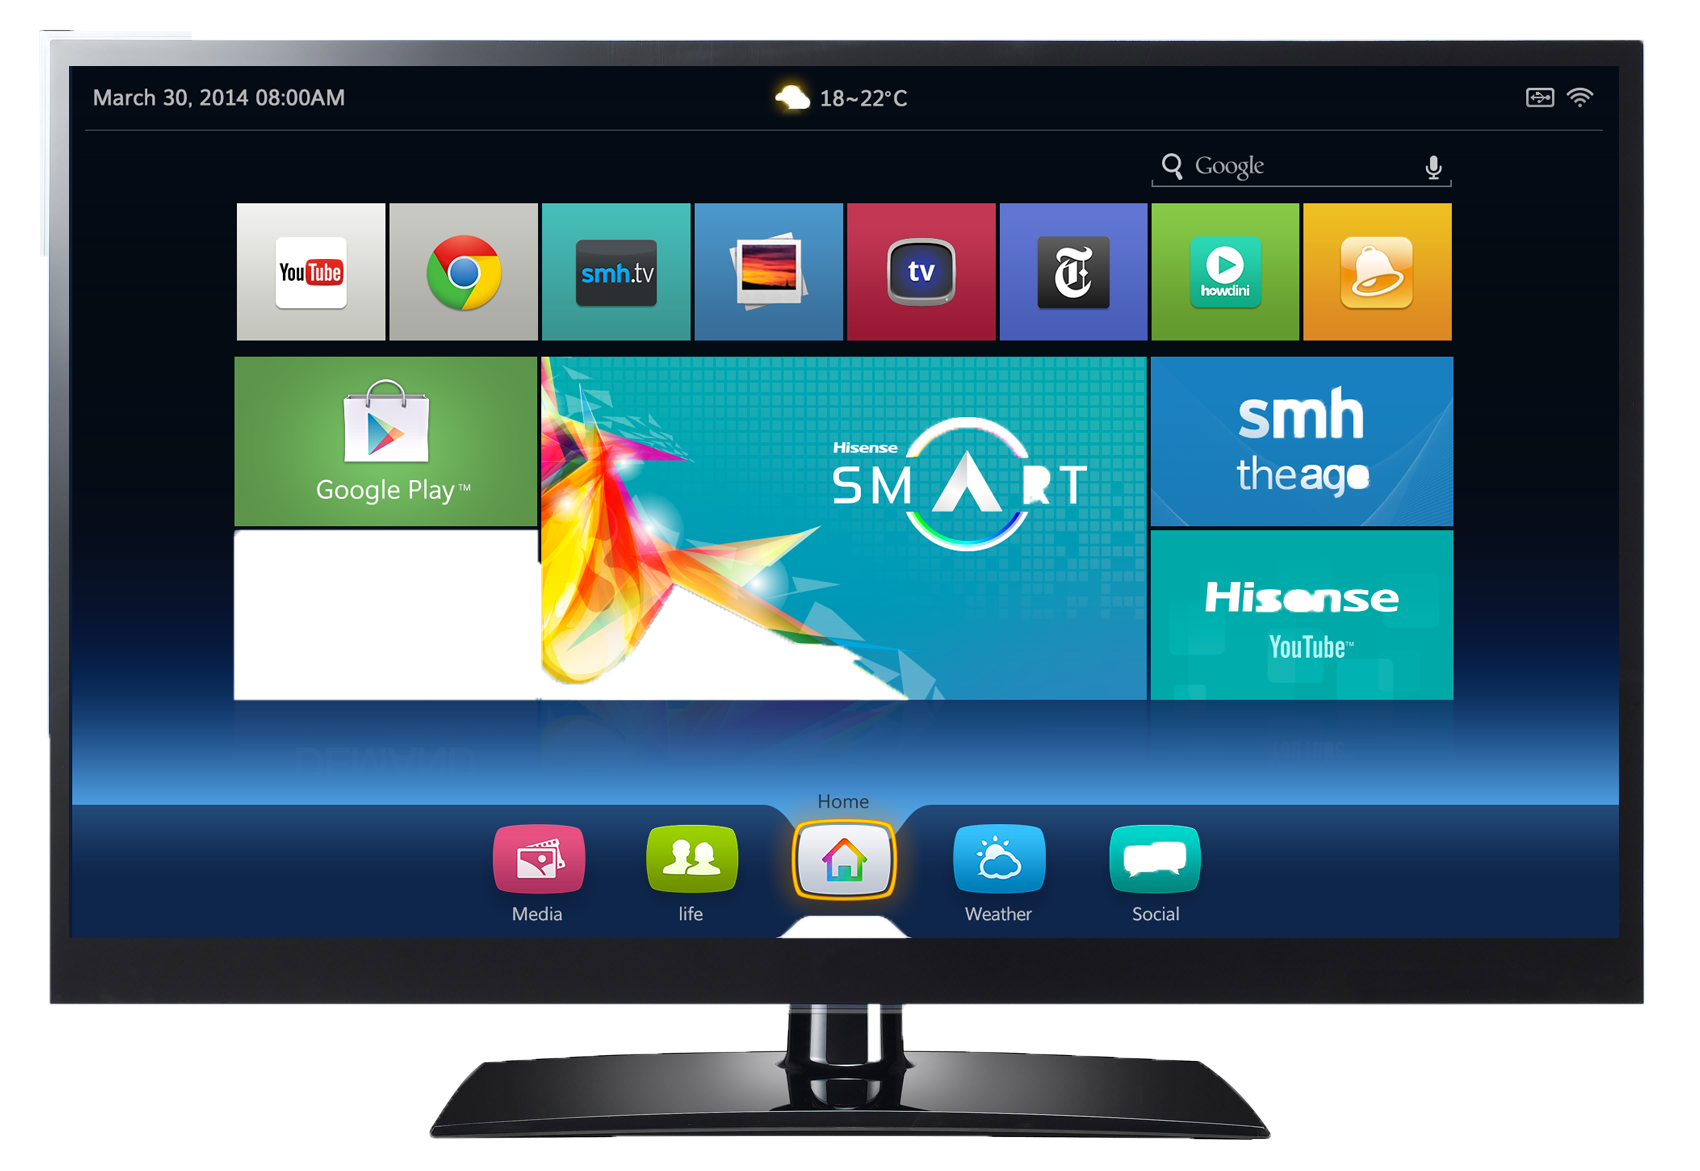 March 30, 2014 08:00AM
18~22°C
Google
YouTube
smh.tv
tv
T
howdini
Google Play™
Hisense
SMART
smh
theage
Hisense
YouTube™
DEMAND
Home
Media
life
Weather
Social